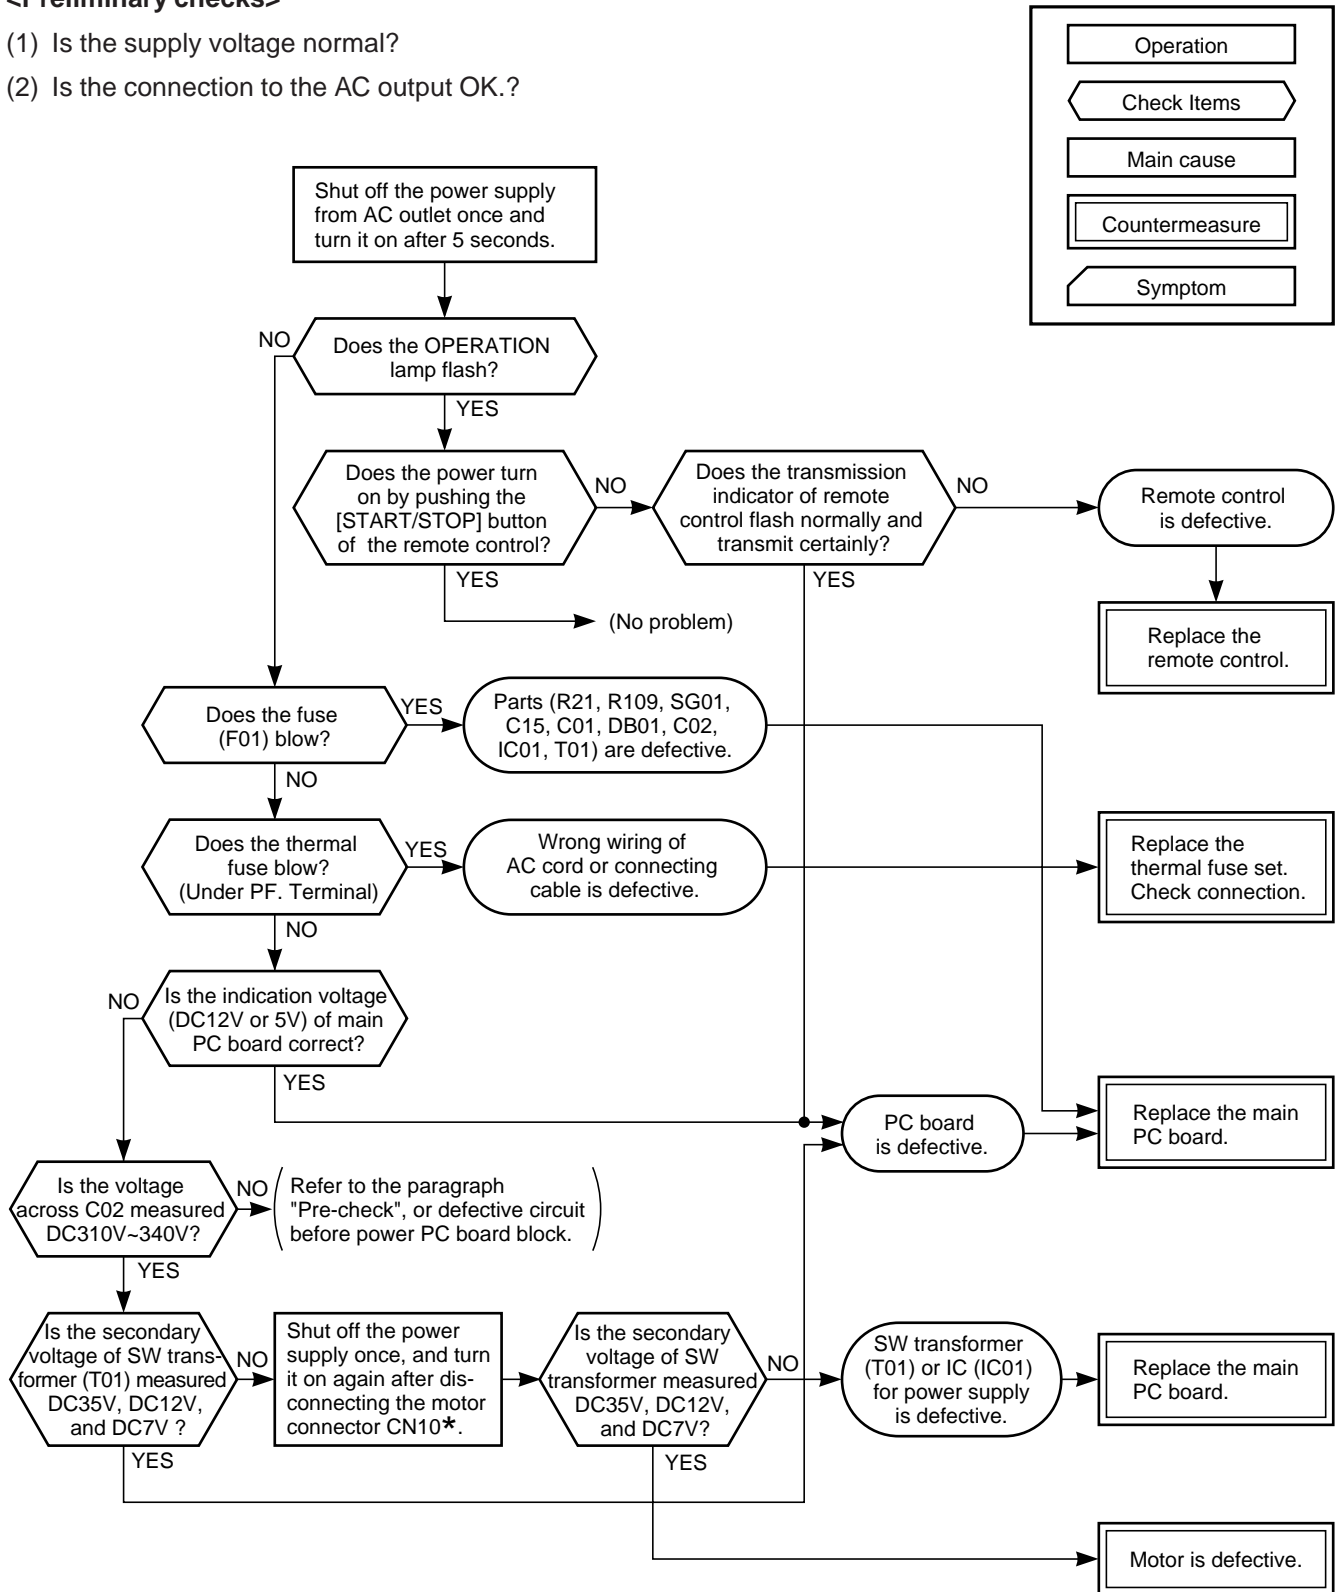 <Preliminary checks>
(1) Is the supply voltage normal?
(2) Is the connection to the AC output OK.?
Operation
Check Items
Main cause
Countermeasure
Symptom
Shut off the power supply
from AC outlet once and
turn it on after 5 seconds.
NO
Does the OPERATION
lamp flash?
YES
Does the power turn
on by pushing the
[START/STOP] button
of the remote control?
NO
Does the transmission
indicator of remote
control flash normally and
transmit certainly?
NO
Remote control
is defective.
YES
YES
(No problem)
Replace the
remote control.
Does the fuse
(F01) blow?
YES
Parts (R21, R109, SG01,
C15, C01, DB01, C02,
IC01, T01) are defective.
NO
Does the thermal
fuse blow?
(Under PF. Terminal)
YES
Wrong wiring of
AC cord or connecting
cable is defective.
Replace the
thermal fuse set.
Check connection.
NO
NO
Is the indication voltage
(DC12V or 5V) of main
PC board correct?
YES
PC board
is defective.
Replace the main
PC board.
Is the voltage
across C02 measured
DC310V~340V?
NO
Refer to the paragraph
"Pre-check", or defective circuit
before power PC board block.
YES
Is the secondary
voltage of SW trans-
former (T01) measured
DC35V, DC12V,
and DC7V ?
NO
Shut off the power
supply once, and turn
it on again after dis-
connecting the motor
connector CN10*.
Is the secondary
voltage of SW
transformer measured
DC35V, DC12V,
and DC7V?
NO
SW transformer
(T01) or IC (IC01)
for power supply
is defective.
Replace the main
PC board.
YES
YES
Motor is defective.